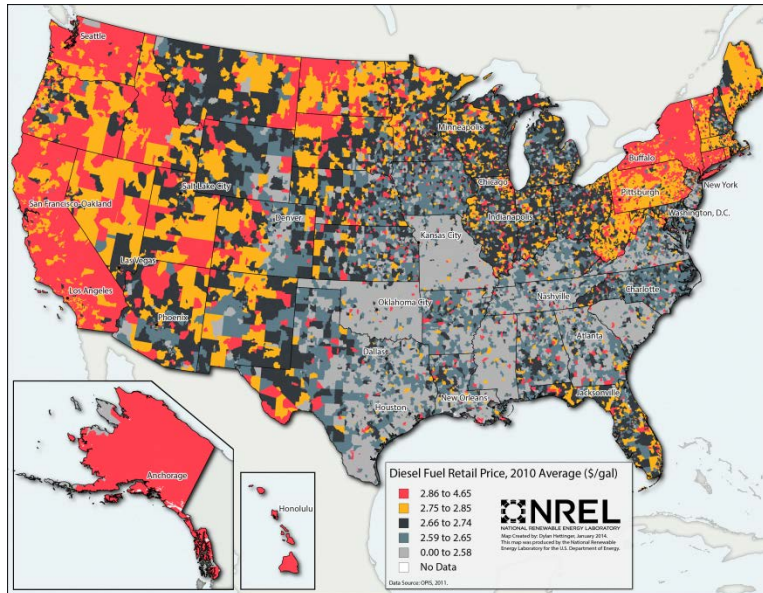 Seattle
Minneapolis
Buffalo
Chicago
Pittsburgh
New York
Salt Lake City
San Francisco-Oakland
Denver
Indianapolis
Washington, D.C.
Kansas City
Las Vegas
Los Angeles
Oklahoma City
Nashville
Charlotte
Phoenix
Atlanta
Dallas
Houston
New Orleans
Jacksonville
Anchorage
Honolulu
Diesel Fuel Retail Price, 2010 Average ($/gal)
2.86 to 4.65
2.75 to 2.85
2.66 to 2.74
2.59 to 2.65
0.00 to 2.58
No Data
NREL
NATIONAL RENEWABLE ENERGY LABORATORY
Map Created by: Dylan Hettinger, January 2014.
This map was produced by the National Renewable
Energy Laboratory for the U.S. Department of Energy.
Data Source: OPIS, 2011.